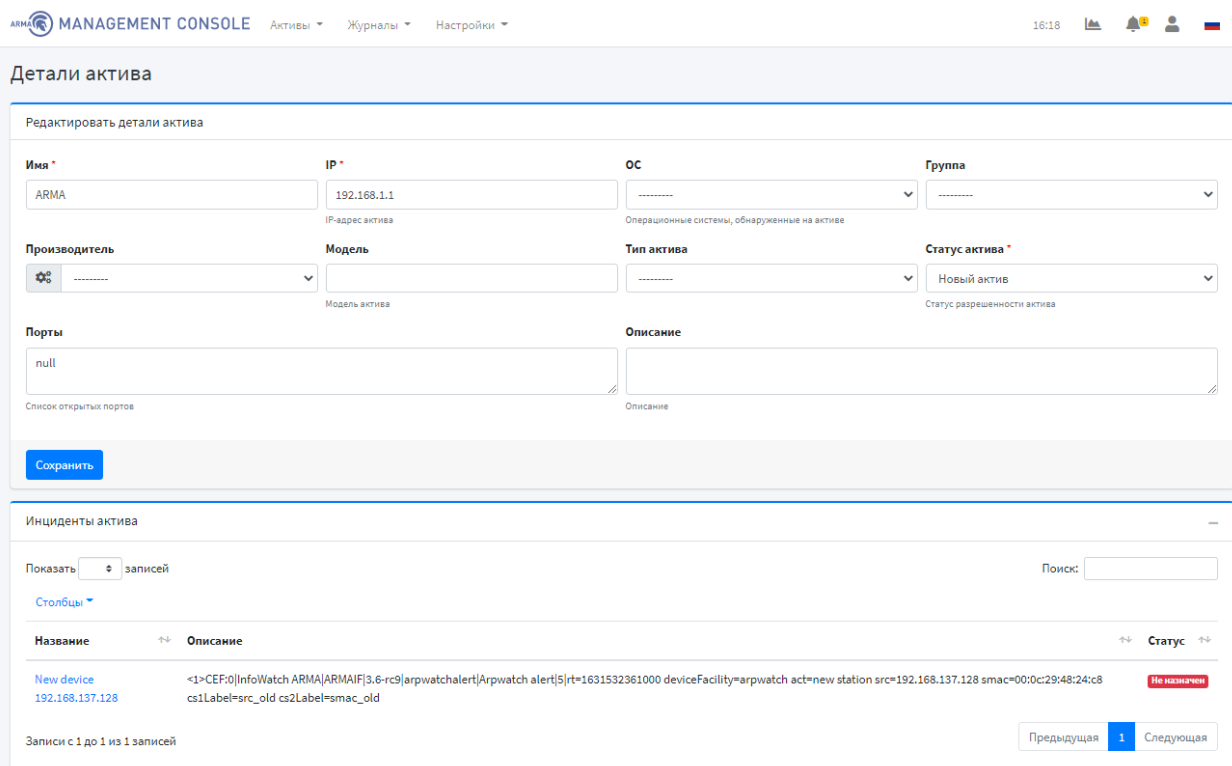 ARMA MANAGEMENT CONSOLE Активы Журналы Настройки 16:18 1
Детали актива
Редактировать детали актива
Имя * IP * ОС Группа
ARMA 192.168.1.1 --------- ---------
IP-адрес актива Операционные системы, обнаруженные на активе
Производитель Модель Тип актива Статус актива *
--------- --------- Новый актив
Модель актива Статус разрешенности актива
Порты Описание
null
Список открытых портов Описание
Сохранить
Инциденты актива
Показать записей Поиск:
Столбцы
Название Описание Статус
New device <1>CEF:0|InfoWatch ARMA|ARMAIF|3.6-rc9|arpwatchalert|Arpwatch alert|5|rt=1631532361000 deviceFacility=arpwatch act=new station src=192.168.137.128 smac=00:0c:29:48:24:c8 Не назначен
192.168.137.128 cs1Label=src_old cs2Label=smac_old
Записи с 1 до 1 из 1 записей Предыдущая 1 Следующая